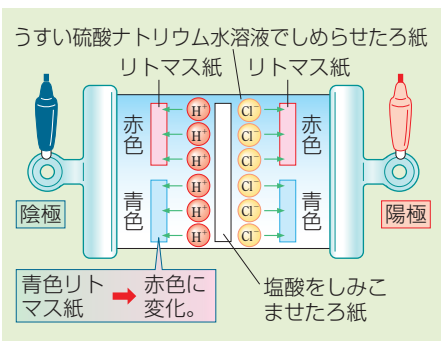 うすい硫酸ナトリウム水溶液でしめらせたろ紙
リトマス紙
リトマス紙
赤色
H⁺
H⁺
H⁺
Cl⁻
Cl⁻
Cl⁻
赤色
青色
H⁺
H⁺
H⁺
Cl⁻
Cl⁻
Cl⁻
青色
陰極
陽極
青色リト
マス紙
赤色に
変化。
塩酸をしみこ
ませたろ紙